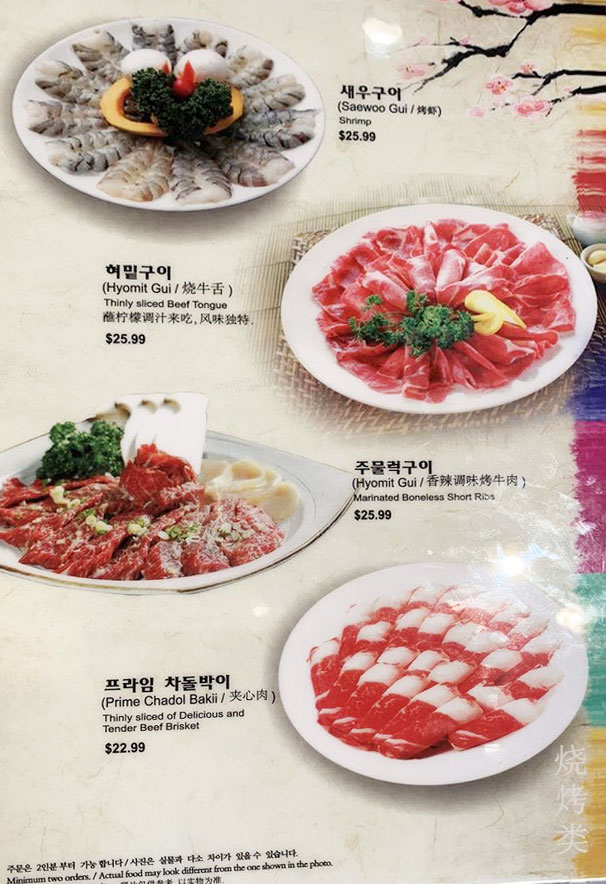 새우구이
(Saewoo Gui / 烤虾)
Shrimp
$25.99
혀밑구이
(Hyomit Gui / 烧牛舌 )
Thinly sliced Beef Tongue
蘸柠檬调汁来吃, 风味独特.
$25.99
주물럭구이
(Hyomit Gui / 香辣调味烤牛肉 )
Marinated Boneless Short Ribs
$25.99
프라임 차돌박이
(Prime Chadol Bakii / 夹心肉 )
Thinly sliced of Delicious and
Tender Beef Brisket
$22.99
烧烤类
주문은 2인분부터 가능합니다 / 사진은 실물과 다소 차이가 있을 수 있습니다.
Minimum two orders. / Actual food may look different from the one shown in the photo.
以实物为准.